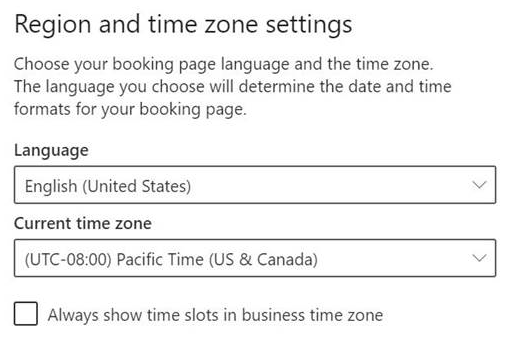 Region and time zone settings
Choose your booking page language and the time zone.
The language you choose will determine the date and time
formats for your booking page.
Language
English (United States)
Current time zone
(UTC-08:00) Pacific Time (US & Canada)
Always show time slots in business time zone